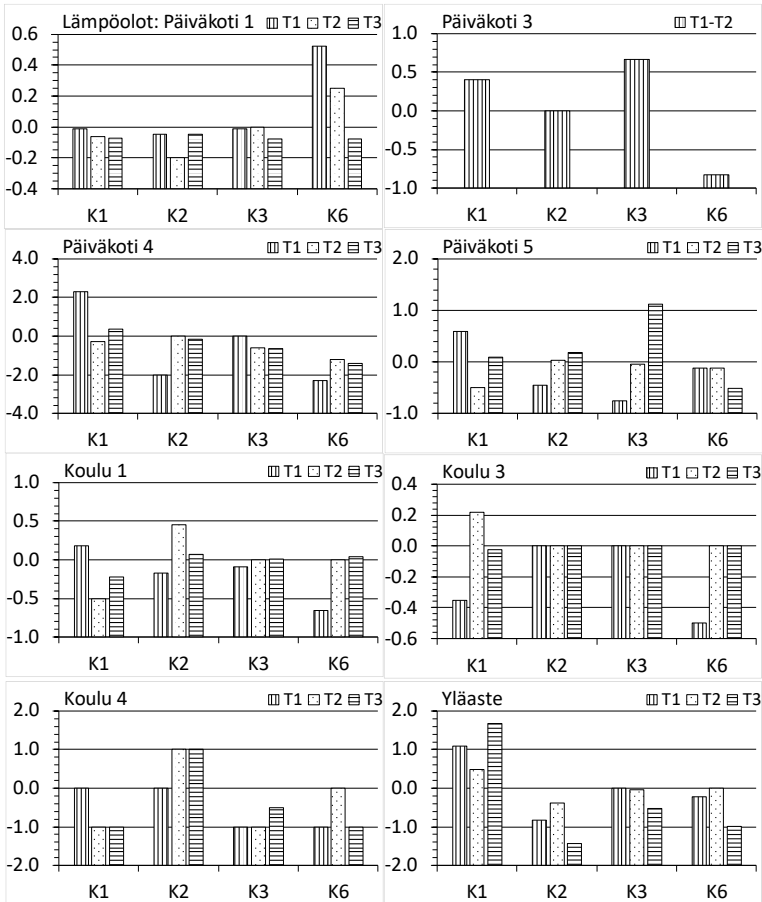 Lämpöolot: Päiväkoti 1 T1 T2 T3
0.6
0.4
0.2
0.0
-0.2
-0.4
K1 K2 K3 K6
Päiväkoti 3 T1-T2
1.0
0.5
0.0
-0.5
-1.0
K1 K2 K3 K6
Päiväkoti 4 T1 T2 T3
4.0
2.0
0.0
-2.0
-4.0
K1 K2 K3 K6
Päiväkoti 5 T1 T2 T3
2.0
1.0
0.0
-1.0
K1 K2 K3 K6
Koulu 1 T1 T2 T3
1.0
0.5
0.0
-0.5
-1.0
K1 K2 K3 K6
Koulu 3 T1 T2 T3
0.4
0.2
0.0
-0.2
-0.4
-0.6
K1 K2 K3 K6
Koulu 4 T1 T2 T3
2.0
1.0
0.0
-1.0
-2.0
K1 K2 K3 K6
Yläaste T1 T2 T3
2.0
1.0
0.0
-1.0
-2.0
K1 K2 K3 K6